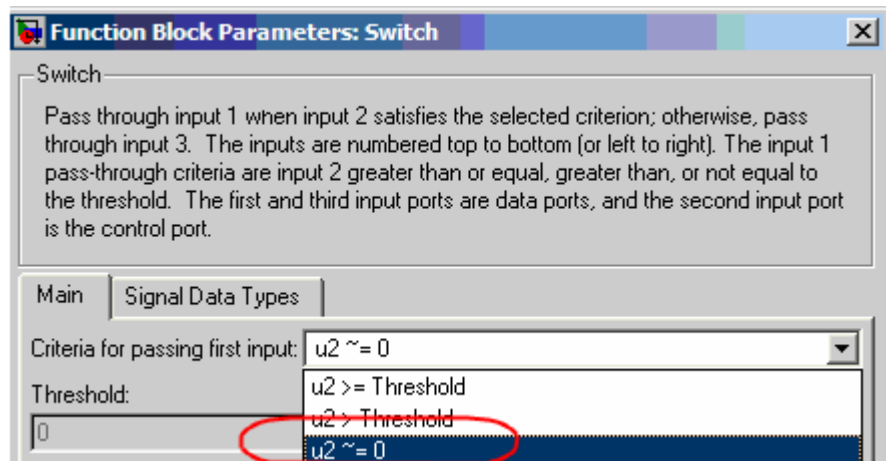 Function Block Parameters: Switch
Switch
Pass through input 1 when input 2 satisfies the selected criterion; otherwise, pass
through input 3. The inputs are numbered top to bottom (or left to right). The input 1
pass-through criteria are input 2 greater than or equal, greater than, or not equal to
the threshold. The first and third input ports are data ports, and the second input port
is the control port.
Main
Signal Data Types
Criteria for passing first input: u2 ~= 0
u2 >= Threshold
Threshold:
u2 > Threshold
0
u2 ~= 0